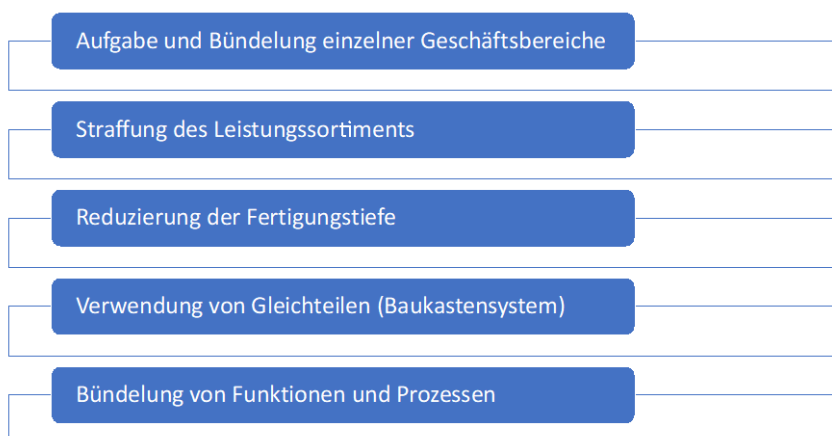 Aufgabe und Bündelung einzelner Geschäftsbereiche
Straffung des Leistungssortiments
Reduzierung der Fertigungstiefe
Verwendung von Gleichteilen (Baukastensystem)
Bündelung von Funktionen und Prozessen